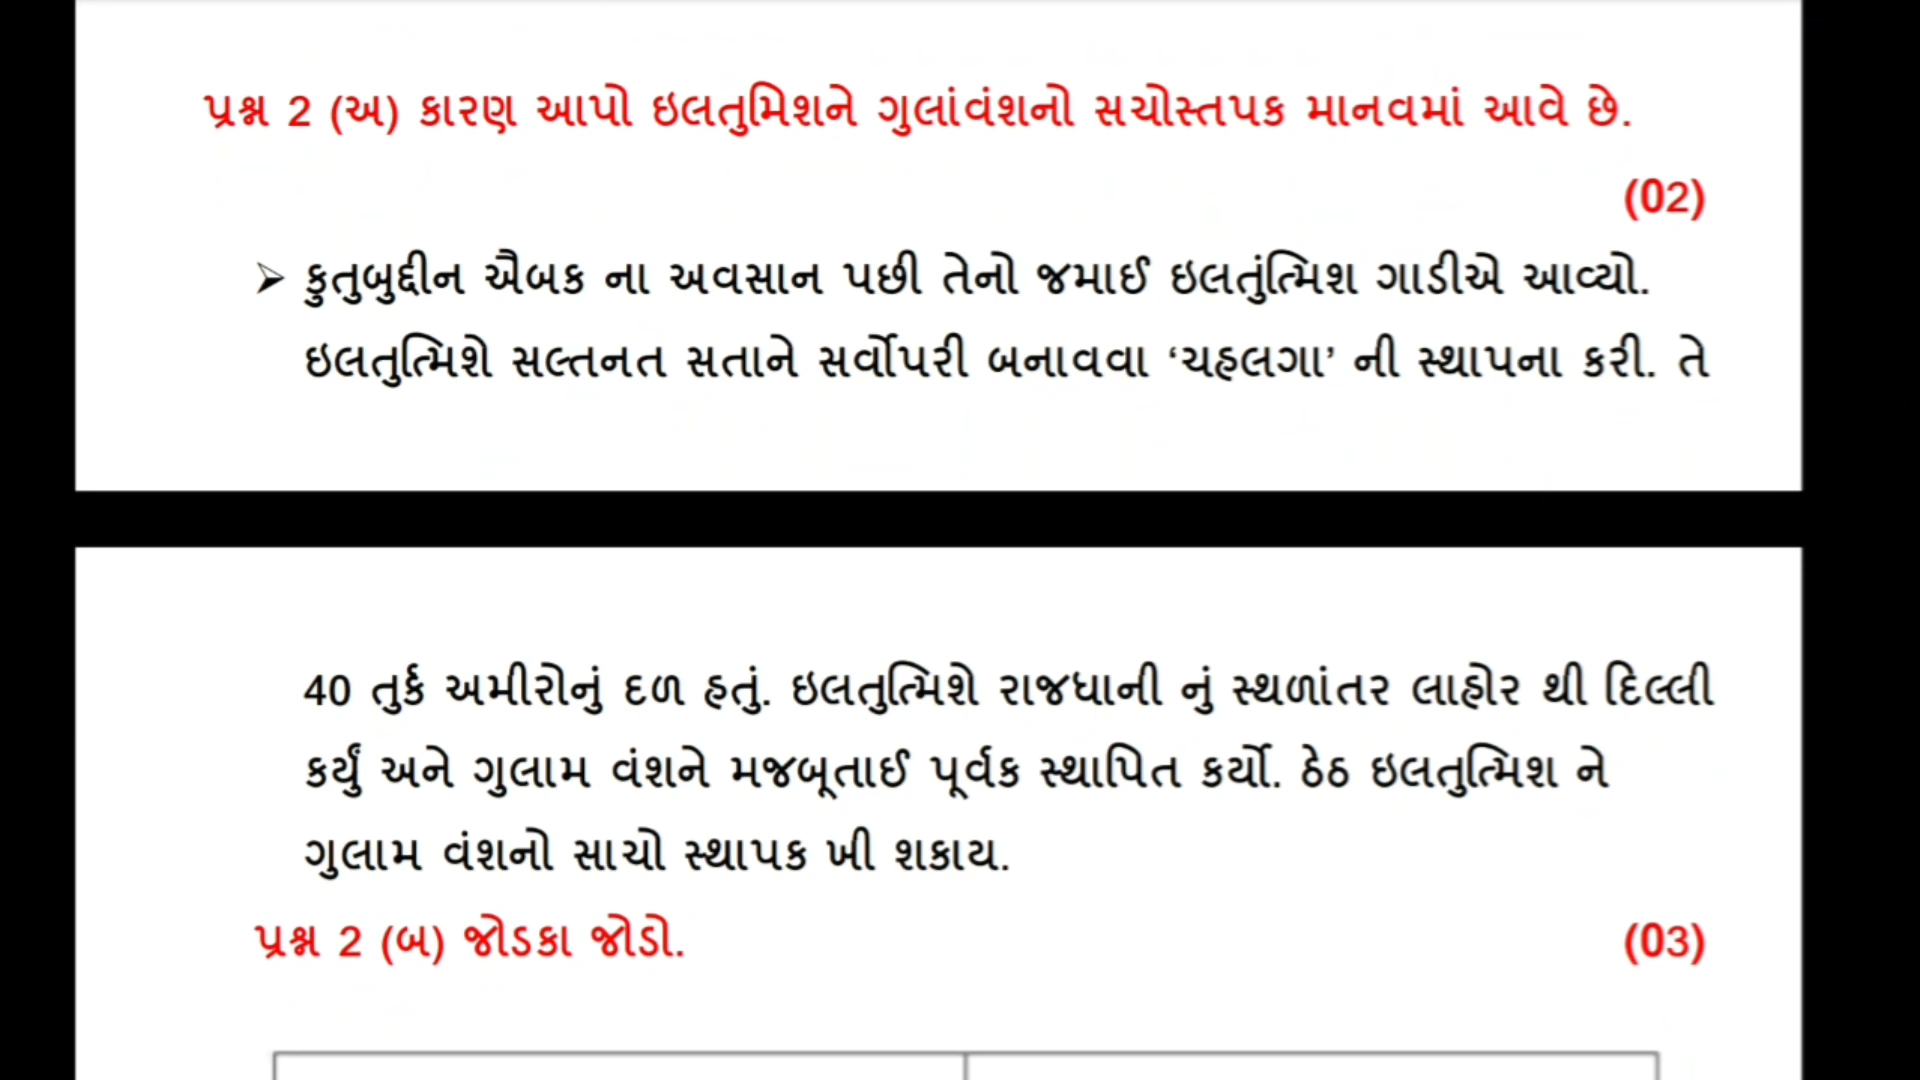 પ્રશ્ન 2 (અ) કારણ આપો ઇલતુમિશને ગુલાંવંશનો સચોસ્તપક માનવમાં આવે છે.
(02)
➢ કુતુબુદ્દીન ઐબક ના અવસાન પછી તેનો જમાઈ ઇલતુંત્મિશ ગાડીએ આવ્યો.
ઇલતુત્મિશે સલ્તનત સતાને સર્વોપરી બનાવવા ‘ચહલગા’ ની સ્થાપના કરી. તે
40 તુર્ક અમીરોનું દળ હતું. ઇલતુત્મિશે રાજધાની નું સ્થળાંતર લાહોર થી દિલ્લી
કર્યું અને ગુલામ વંશને મજબૂતાઈ પૂર્વક સ્થાપિત કર્યો. ઠેઠ ઇલતુત્મિશ ને
ગુલામ વંશનો સાચો સ્થાપક ખી શકાય.
પ્રશ્ન 2 (બ) જોડકા જોડો. (03)